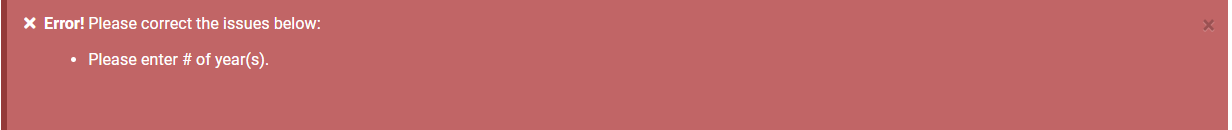 ✖ Error! Please correct the issues below:
×
• Please enter # of year(s).